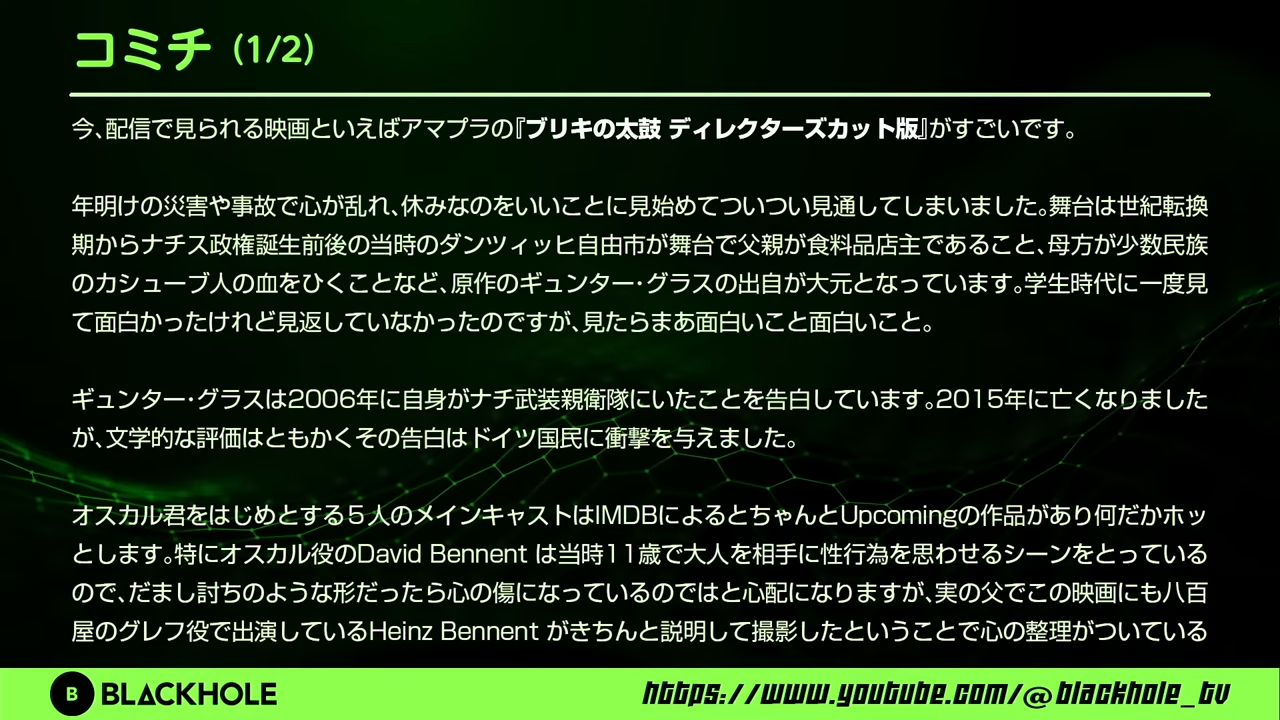 コミチ (1/2)
今、配信で見られる映画といえばアマプラの『ブリキの太鼓 ディレクターズカット版』がすごいです。
年明けの災害や事故で心が乱れ、休みなのをいいことに見始めてついつい見通してしまいました。舞台は世紀転換
期からナチス政権誕生前後の当時のダンツィッヒ自由市が舞台で父親が食料品店主であること、母方が少数民族
のカシューブ人の血をひくことなど、原作のギュンター・グラスの出自が大元となっています。学生時代に一度見
て面白かったけれど見返していなかったのですが、見たらまあ面白いこと面白いこと。
ギュンター・グラスは2006年に自身がナチ武装親衛隊にいたことを告白しています。2015年に亡くなりました
が、文学的な評価はともかくその告白はドイツ国民に衝撃を与えました。
オスカル君をはじめとする５人のメインキャストはIMDBによるとちゃんとUpcomingの作品があり何だかホッ
とします。特にオスカル役のDavid Bennent は当時11歳で大人を相手に性行為を思わせるシーンをとっている
ので、だまし討ちのような形だったら心の傷になっているのではと心配になりますが、実の父でこの映画にも八百
屋のグレフ役で出演しているHeinz Bennent がきちんと説明して撮影したということで心の整理がついている
B BLACKHOLE
https://www.youtube.com/@blackhole_tv